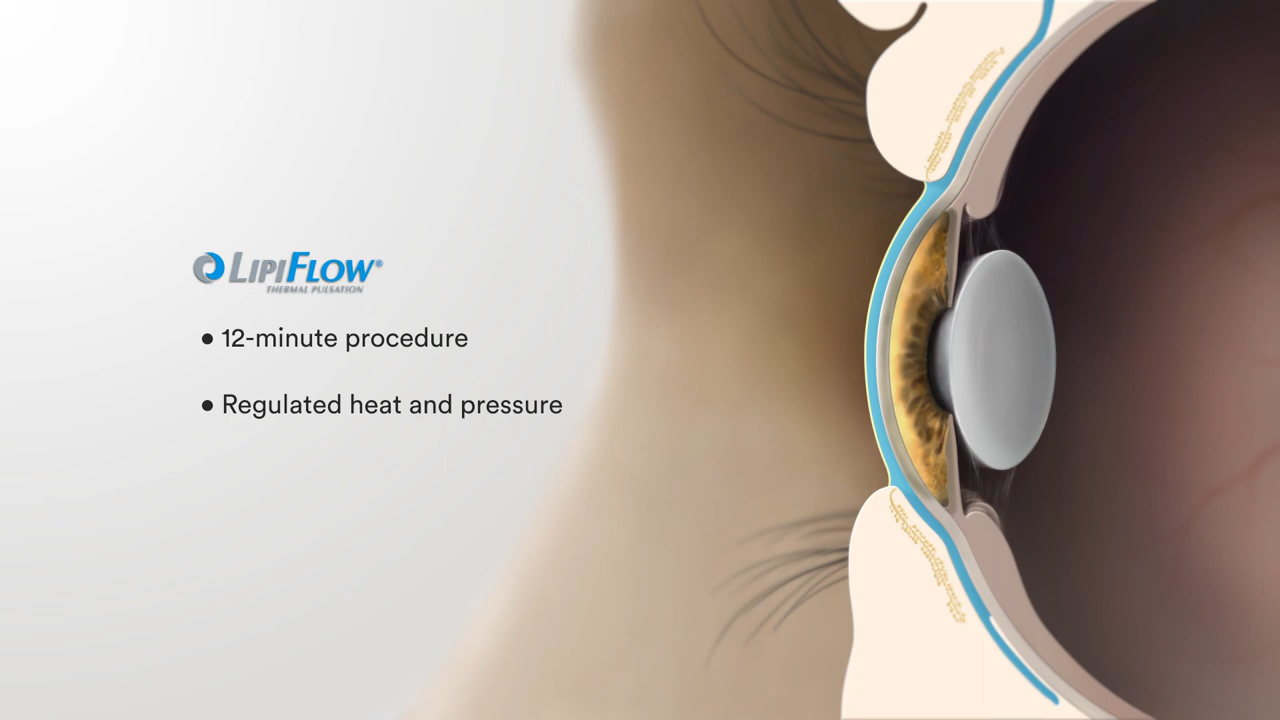 LIPIFLOW®
THERMAL PULSATION
• 12-minute procedure
• Regulated heat and pressure